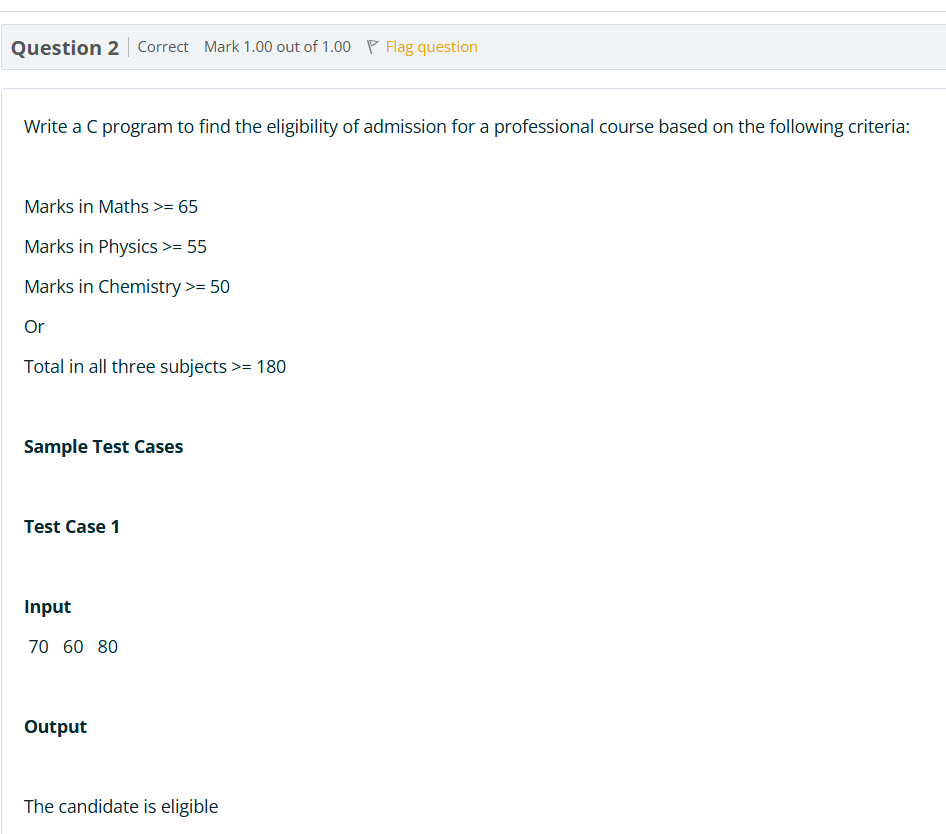 Question 2 Correct Mark 1.00 out of 1.00 Flag question
Write a C program to find the eligibility of admission for a professional course based on the following criteria:
Marks in Maths >= 65
Marks in Physics >= 55
Marks in Chemistry >= 50
Or
Total in all three subjects >= 180
Sample Test Cases
Test Case 1
Input
70 60 80
Output
The candidate is eligible